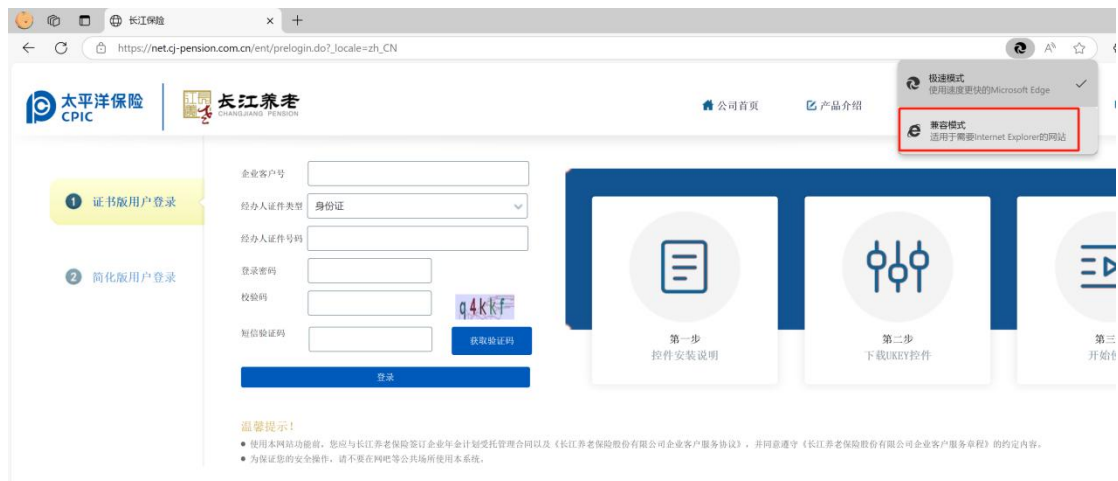 长江保险
https://net.cj-pension.com.cn/ent/prelogin.do?_locale=zh_CN
极速模式
使用速度更快的Microsoft Edge
兼容模式
适用于需要Internet Explorer的网站
太平洋保险
CPIC
长江养老
CHANGJIANG PENSION
公司首页
产品介绍
1 证书版用户登录
2 简化版用户登录
企业客户号
经办人证件类型 身份证
经办人证件号码
登录密码
校验码 q4kkf
短信验证码 获取验证码
登录
第一步
控件安装说明
第二步
下载UKEY控件
第三
开始使
温馨提示!
● 使用本网站功能前，您应与长江养老保险签订企业年金计划受托管理合同以及《长江养老保险股份有限公司企业客户服务协议》，并同意遵守《长江养老保险股份有限公司企业客户服务章程》的约定内容。
● 为保证您的安全操作，请不要在网吧等公共场所使用本系统。